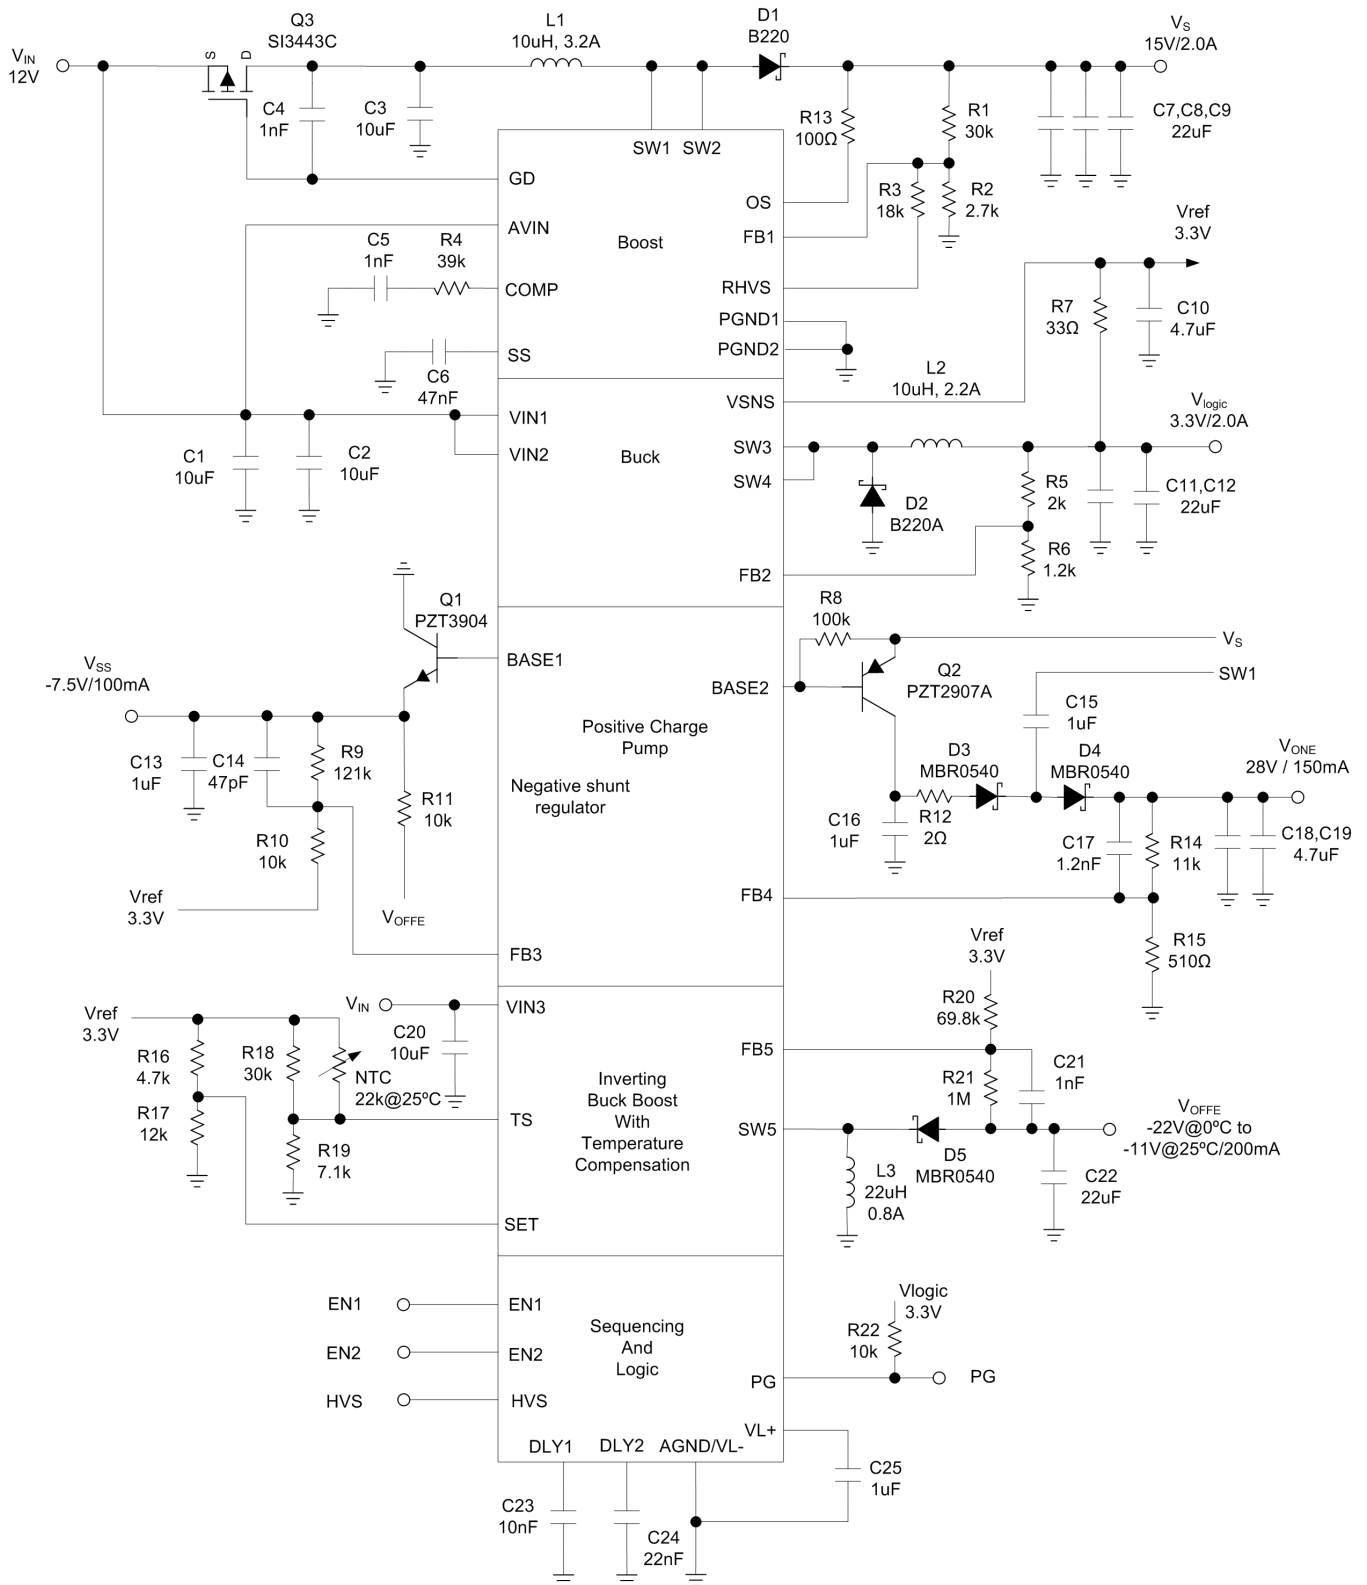 Q3
SI3443C
S
D
L1
10uH, 3.2A
D1
B220
VS
15V/2.0A
VIN
12V
C4
1nF
C3
10uF
R13
100Ω
R1
30k
C7,C8,C9
22uF
SW1
SW2
GD
R3
18k
R2
2.7k
OS
AVIN
FB1
Vref
3.3V
Boost
C5
1nF
R4
39k
COMP
RHVS
R7
33Ω
C10
4.7uF
PGND1
PGND2
SS
C6
47nF
L2
10uH, 2.2A
VSNS
Vlogic
3.3V/2.0A
VIN1
VIN2
Buck
SW3
SW4
C1
10uF
C2
10uF
D2
B220A
R5
2k
C11,C12
22uF
R6
1.2k
FB2
Q1
PZT3904
R8
100k
VS
BASE1
VSS
-7.5V/100mA
BASE2
Q2
PZT2907A
SW1
C15
1uF
Positive Charge
Pump
Negative shunt
regulator
C13
1uF
C14
47pF
R9
121k
R11
10k
D3
MBR0540
D4
MBR0540
VONE
28V / 150mA
C16
1uF
R12
2Ω
R10
10k
C17
1.2nF
R14
11k
C18,C19
4.7uF
Vref
3.3V
VOFFE
FB4
FB3
R15
510Ω
Vref
3.3V
VIN
VIN3
Vref
3.3V
R20
69.8k
C20
10uF
R16
4.7k
R18
30k
NTC
22k@25ºC
FB5
C21
1nF
R21
1M
Inverting
Buck Boost
With
Temperature
Compensation
R17
12k
TS
SW5
VOFFE
-22V@0ºC to
-11V@25ºC/200mA
R19
7.1k
D5
MBR0540
L3
22uH
0.8A
C22
22uF
SET
EN1
EN1
Vlogic
3.3V
Sequencing
And
Logic
R22
10k
EN2
EN2
PG
PG
HVS
HVS
VL+
DLY1
DLY2
AGND/VL-
C25
1uF
C23
10nF
C24
22nF